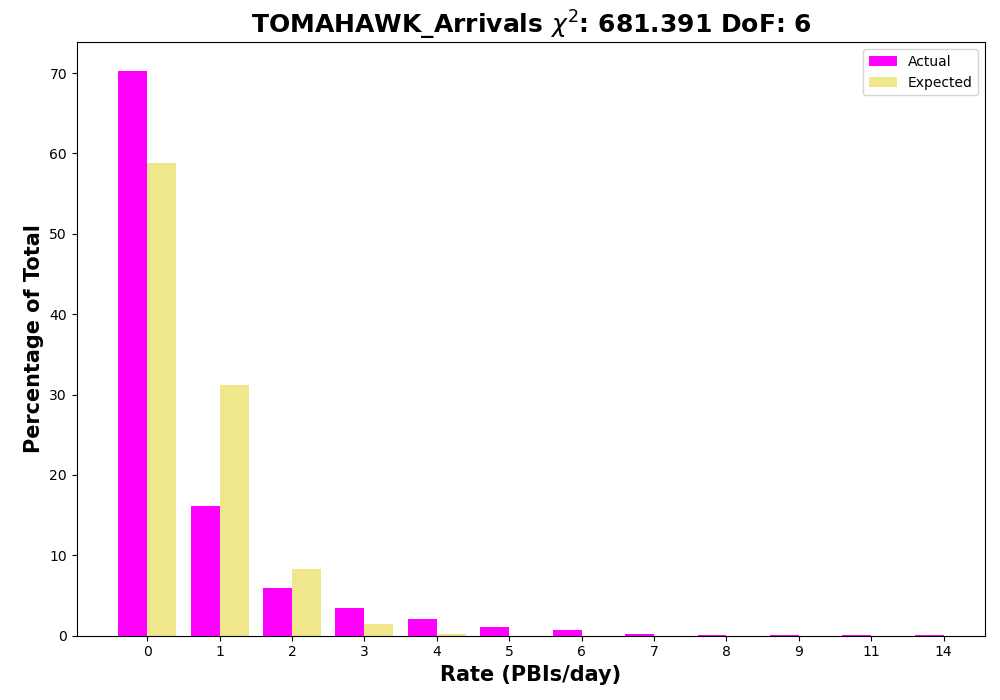 TOMAHAWK_Arrivals χ²: 681.391 DoF: 6
Actual
Expected
70
60
50
40
30
20
10
0
Percentage of Total
0 1 2 3 4 5 6 7 8 9 11 14
Rate (PBIs/day)